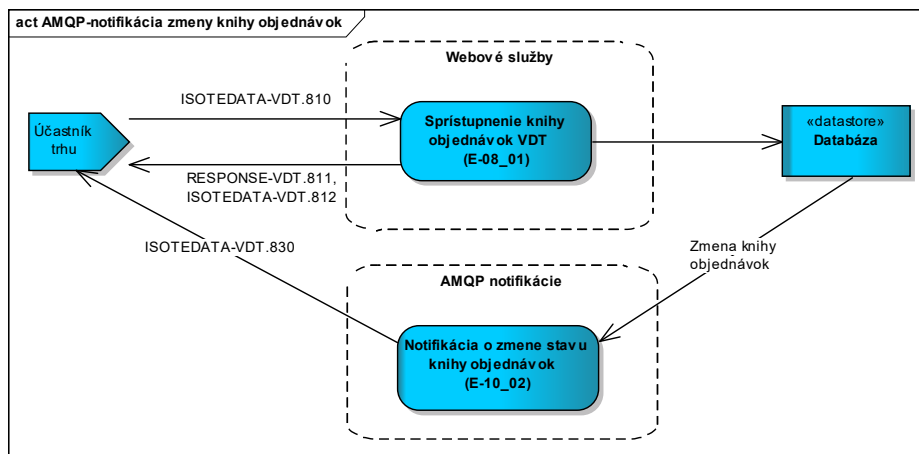 act AMQP-notifikácia zmeny knihy objednávok
Webové služby
ISOTEDATA-VDT.810
Účastník
trhu
Sprístupnenie knihy
objednávok VDT
(E-08_01)
«datastore»
Databáza
RESPONSE-VDT.811,
ISOTEDATA-VDT.812
ISOTEDATA-VDT.830
Zmena knihy
objednávok
AMQP notifikácie
Notifikácia o zmene stavu
knihy objednávok
(E-10_02)